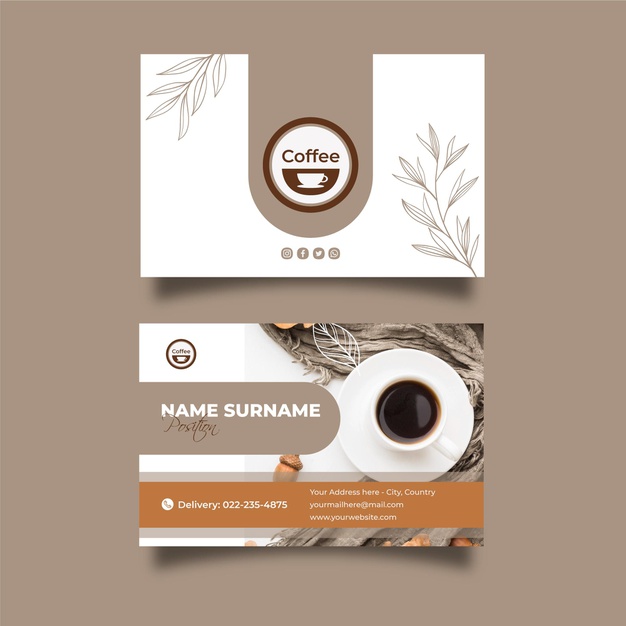 Coffee
Coffee
NAME SURNAME
Position
Delivery: 022-235-4875
Your Address here - City, Country
yourmailhere@mail.com
www.yourwebsite.com